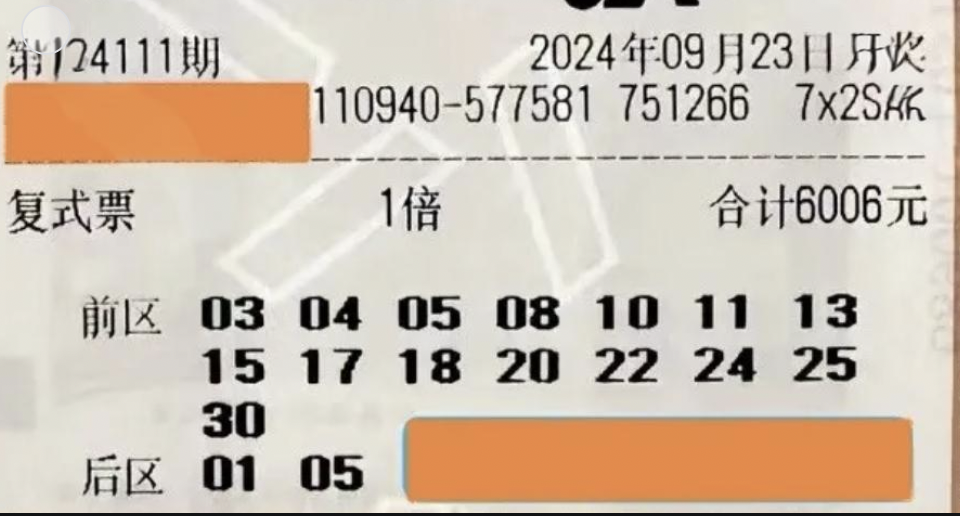 第24111期 2024年09月23日 开奖
110940-577581 751266
复式票 1倍 合计6006元
前区 03 04 05 08 10 11 13
15 17 18 20 22 24 25
30
后区 01 05